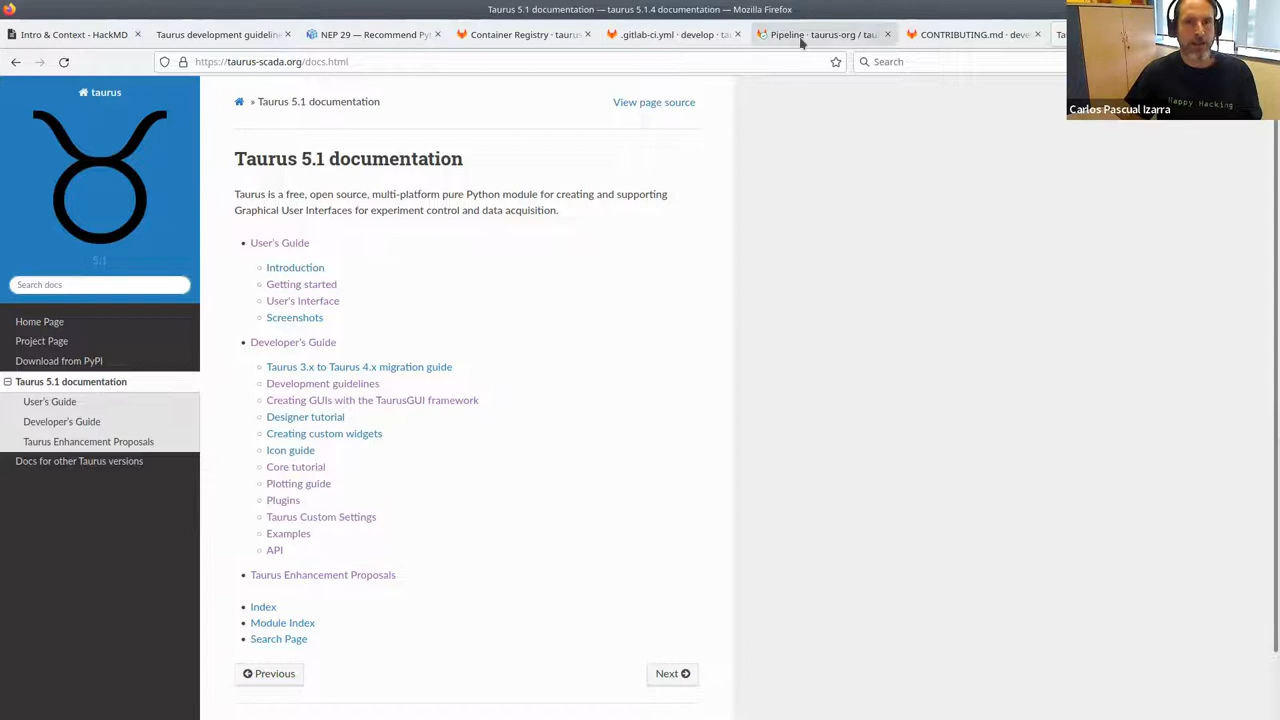 Taurus 5.1 documentation — taurus 5.1.4 documentation — Mozilla Firefox
Intro & Context - HackMD
Taurus development guideline
NEP 29 — Recommend Py
Container Registry · taurus
.gitlab-ci.yml · develop · ta
Pipeline · taurus-org / tau
CONTRIBUTING.md · deve
https://taurus-scada.org/docs.html
Search
Carlos Pascual Izarra
Happy Hacking
taurus
5.1
Search docs
Home Page
Project Page
Download from PyPI
Taurus 5.1 documentation
User's Guide
Developer's Guide
Taurus Enhancement Proposals
Docs for other Taurus versions
» Taurus 5.1 documentation
View page source
Taurus 5.1 documentation
Taurus is a free, open source, multi-platform pure Python module for creating and supporting
Graphical User Interfaces for experiment control and data acquisition.
User's Guide
Introduction
Getting started
User's Interface
Screenshots
Developer's Guide
Taurus 3.x to Taurus 4.x migration guide
Development guidelines
Creating GUIs with the TaurusGUI framework
Designer tutorial
Creating custom widgets
Icon guide
Core tutorial
Plotting guide
Plugins
Taurus Custom Settings
Examples
API
Taurus Enhancement Proposals
Index
Module Index
Search Page
Previous
Next